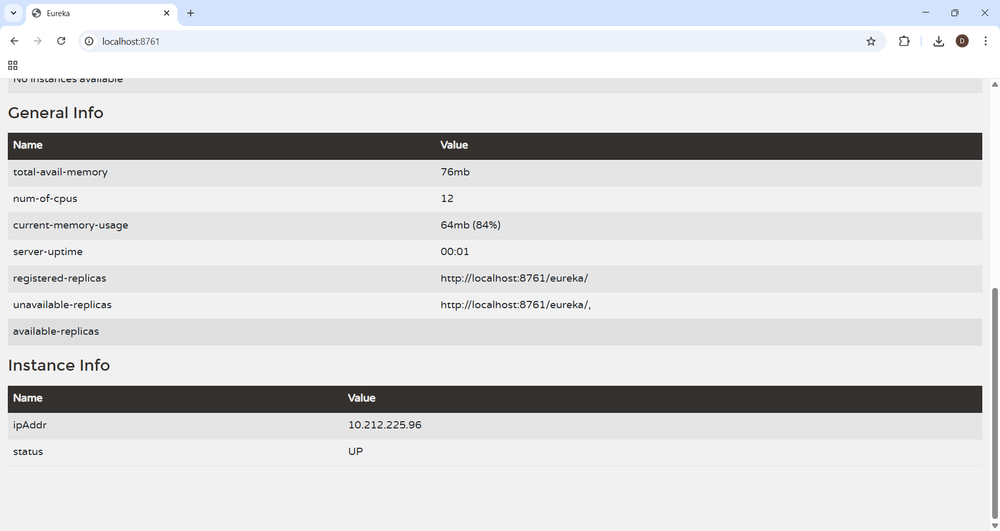 Eureka
localhost:8761
D
No instances available
General Info
Name Value
total-avail-memory 76mb
num-of-cpus 12
current-memory-usage 64mb (84%)
server-uptime 00:01
registered-replicas http://localhost:8761/eureka/
unavailable-replicas http://localhost:8761/eureka/,
available-replicas
Instance Info
Name Value
ipAddr 10.212.225.96
status UP